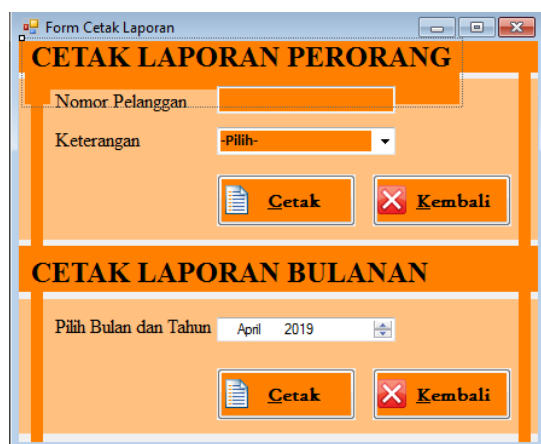 Form Cetak Laporan
CETAK LAPORAN PERORANG
Nomor Pelanggan
Keterangan -Pilih-
Cetak Kembali
CETAK LAPORAN BULANAN
Pilih Bulan dan Tahun April 2019
Cetak Kembali